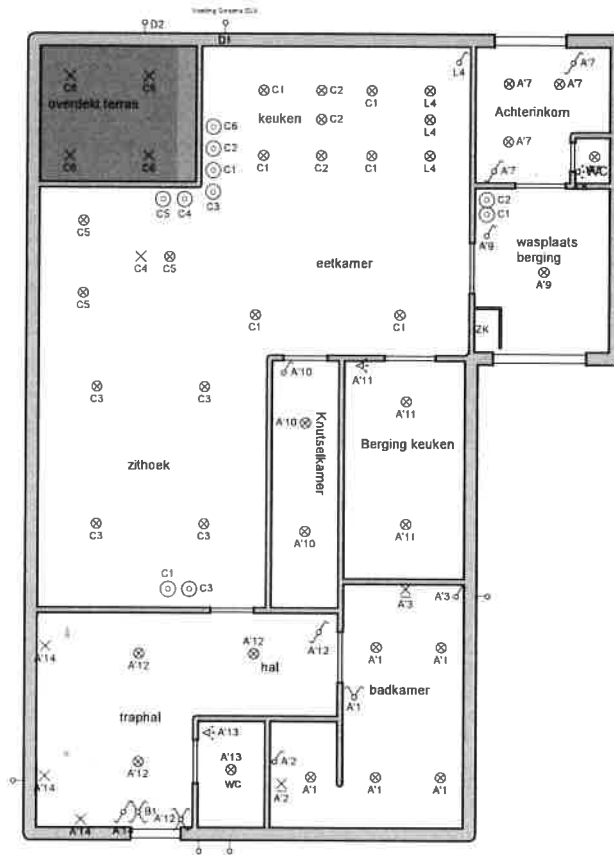 D2
D1
L4
A'7
C6 C6
overdekt terras
C1 C2 C1 L4
A'7 A'7
keuken
Achterinkom
C6
C2 L4
C2
C1 C2 C1 L4
A'7
C1
C6 C6
A'7
WC
C3
C5 C4
C2
C1
C5
A'9
wasplaats
berging
C4 C5
eetkamer
A'9
C5
C1 C1
ZK
A'10
A'11
C3 C3
A'10
A'11
Knutselkamer
Berging keuken
zithoek
C3 C3
A'10
A'11
C1
C3
A'3
A'3
A'14
A'12
A'12
hal
A'12
A'1 A'1
badkamer
A'1
traphal
A'13
A'12
A'13
WC
A'2
A'2
A'14
A'1 A'1 A'1
B1
A'14
A'14
A'12